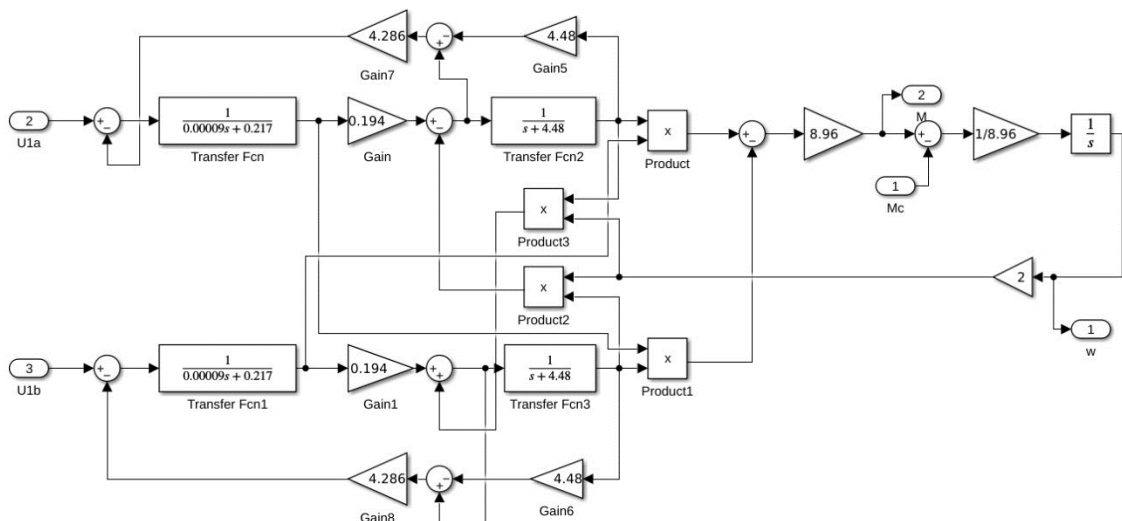 4.286
Gain7
+
−
4.48
Gain5
2
U1a
+
−
1
0.00009s + 0.217
Transfer Fcn
0.194
Gain
+
−
1
s + 4.48
Transfer Fcn2
x
Product
+
−
8.96
2
M
+
−
1
Mc
1/8.96
1
s
x
Product3
x
Product2
2
1
w
3
U1b
+
−
1
0.00009s + 0.217
Transfer Fcn1
0.194
Gain1
+
+
1
s + 4.48
Transfer Fcn3
x
Product1
4.286
Gain8
−
+
4.48
Gain6